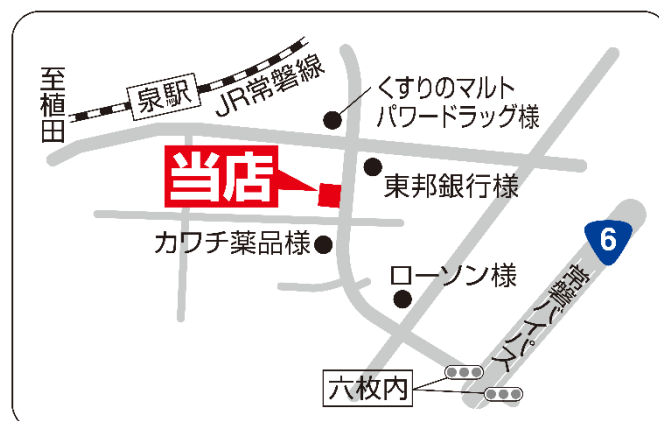 至植田
泉駅
JR常磐線
くすりのマルト
パワードラッグ様
当店
東邦銀行様
カワチ薬品様
6
ローソン様
常磐バイパス
六枚内